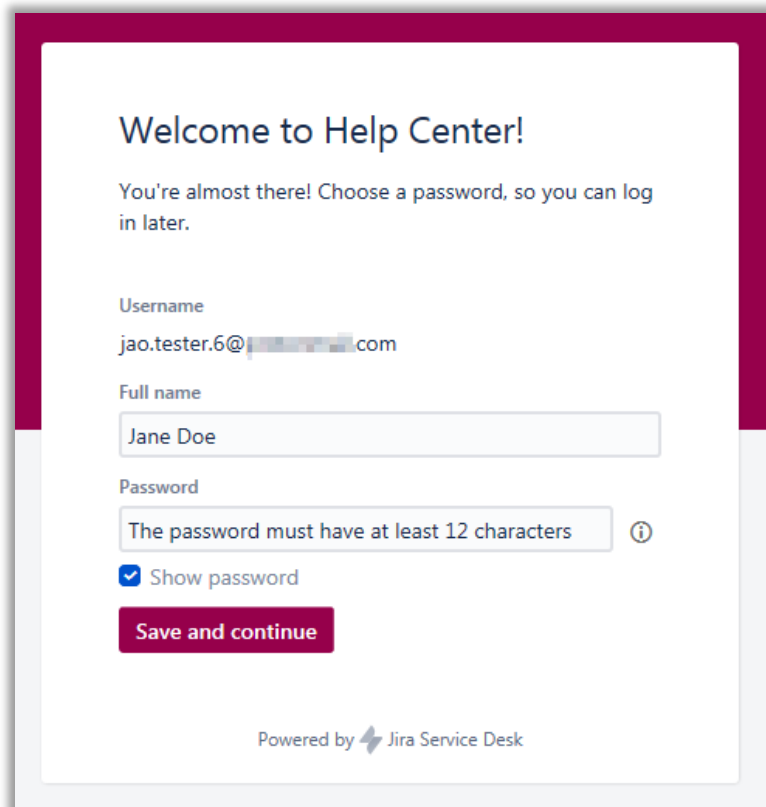 Welcome to Help Center!
You're almost there! Choose a password, so you can log
in later.
Username
jao.tester.6@ .com
Full name
Jane Doe
Password
The password must have at least 12 characters
Show password
Save and continue
Powered by Jira Service Desk